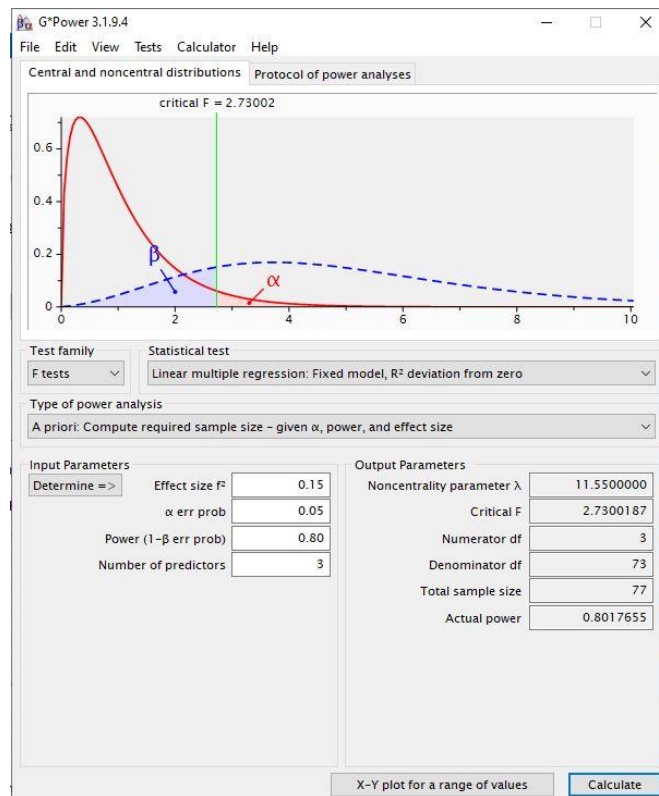 G*Power 3.1.9.4
File Edit View Tests Calculator Help
Central and noncentral distributions Protocol of power analyses
critical F = 2.73002
0.6
0.4
0.2
0
β
α
0 2 4 6 8 10
Test family Statistical test
F tests Linear multiple regression: Fixed model, R² deviation from zero
Type of power analysis
A priori: Compute required sample size – given α, power, and effect size
Input Parameters Output Parameters
Determine => Effect size f² 0.15 Noncentrality parameter λ 11.5500000
α err prob 0.05 Critical F 2.7300187
Power (1-β err prob) 0.80 Numerator df 3
Number of predictors 3 Denominator df 73
Total sample size 77
Actual power 0.8017655
X-Y plot for a range of values Calculate